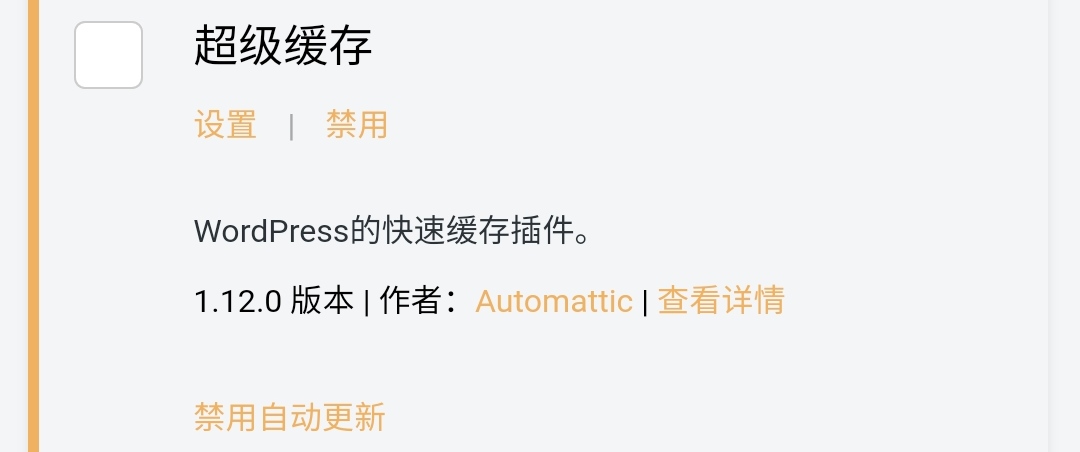 超级缓存
设置 | 禁用
WordPress的快速缓存插件。
1.12.0 版本 | 作者：Automattic | 查看详情
禁用自动更新